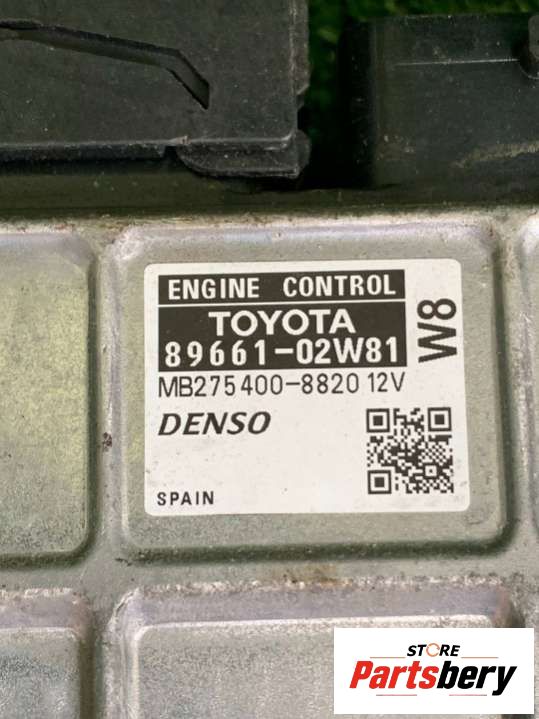 ENGINE CONTROL
TOYOTA
89661-02W81
W8
MB275400-8820 12V
DENSO
SPAIN
STORE
Partsbery